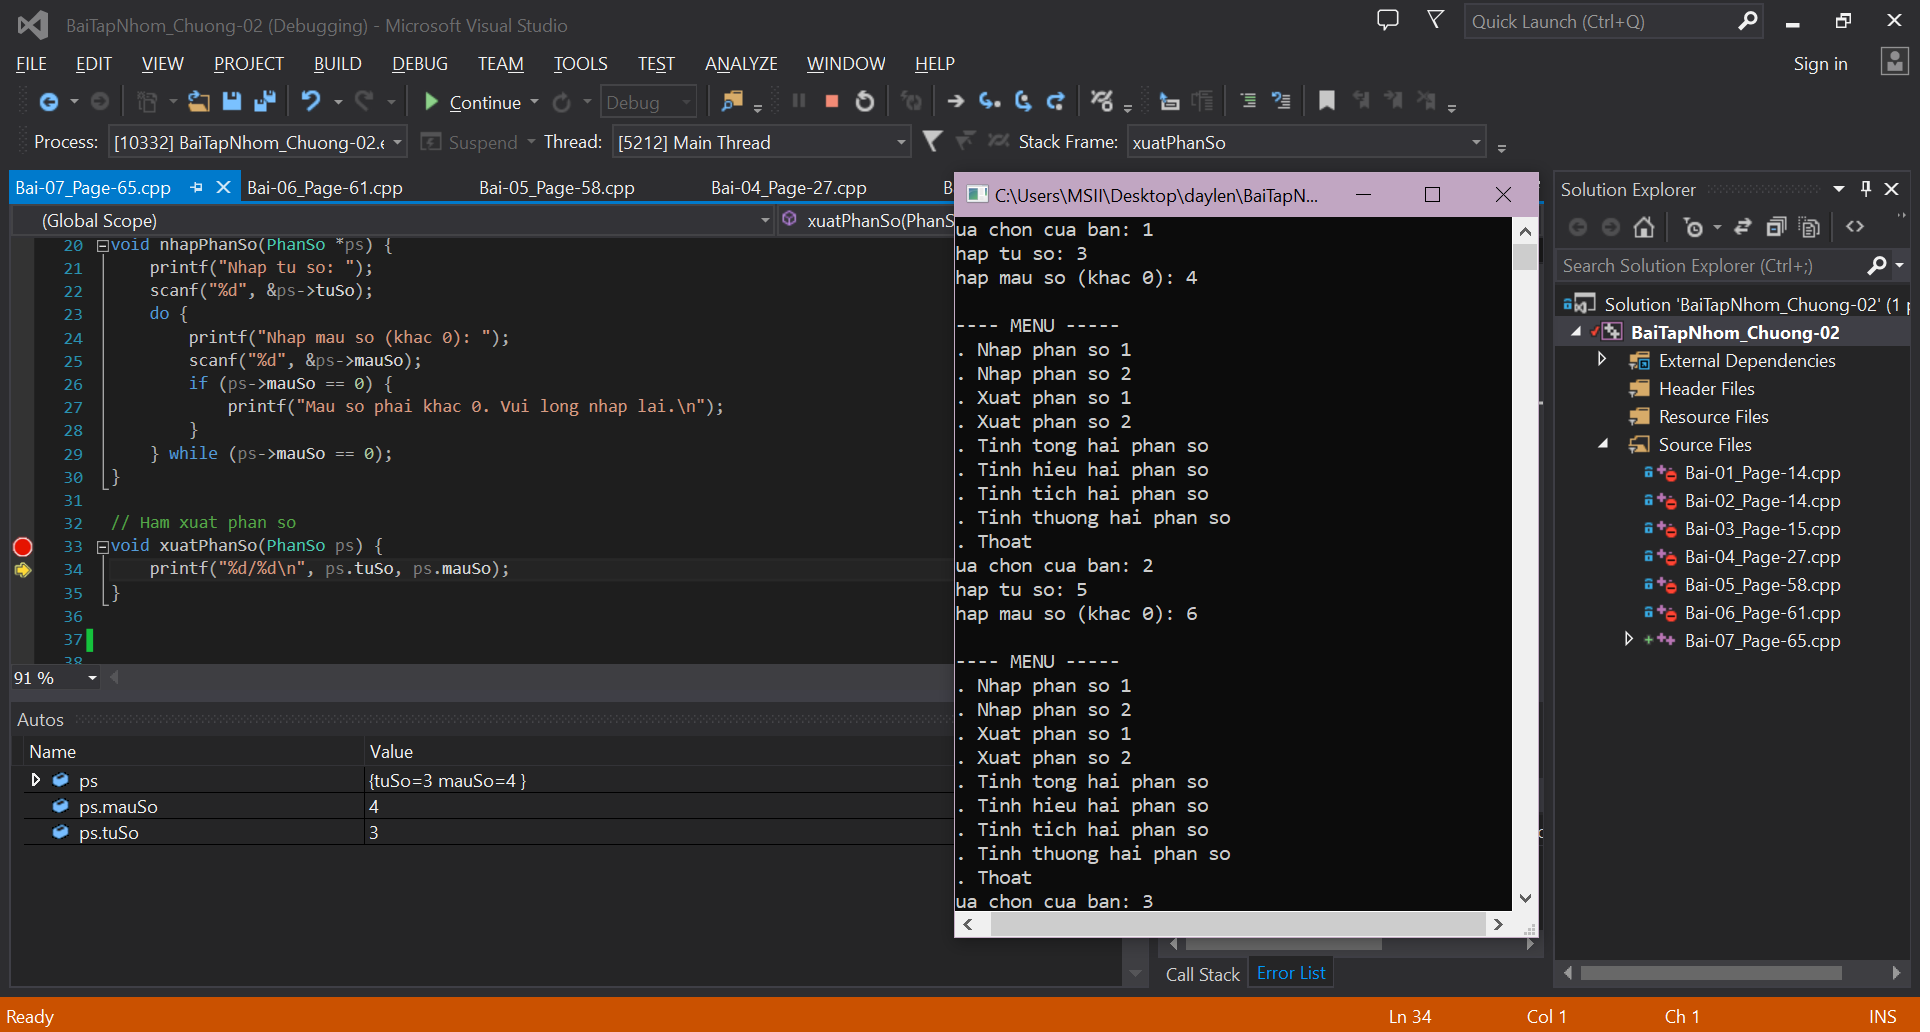 BaiTapNhom_Chuong-02 (Debugging) - Microsoft Visual Studio
Quick Launch (Ctrl+Q)
FILE EDIT VIEW PROJECT BUILD DEBUG TEAM TOOLS TEST ANALYZE WINDOW HELP
Sign in
Continue Debug
Process: [10332] BaiTapNhom_Chuong-02.e Suspend Thread: [5212] Main Thread Stack Frame: xuatPhanSo
Bai-07_Page-65.cpp Bai-06_Page-61.cpp Bai-05_Page-58.cpp Bai-04_Page-27.cpp
(Global Scope) xuatPhanSo(PhanS
20 void nhapPhanSo(PhanSo *ps) {
21 printf("Nhap tu so: ");
22 scanf("%d", &ps->tuSo);
23 do {
24 printf("Nhap mau so (khac 0): ");
25 scanf("%d", &ps->mauSo);
26 if (ps->mauSo == 0) {
27 printf("Mau so phai khac 0. Vui long nhap lai.\n");
28 }
29 } while (ps->mauSo == 0);
30 }
31
32 // Ham xuat phan so
33 void xuatPhanSo(PhanSo ps) {
34 printf("%d/%d\n", ps.tuSo, ps.mauSo);
35 }
36
37
38
91 %
Autos
Name Value
ps {tuSo=3 mauSo=4 }
ps.mauSo 4
ps.tuSo 3
C:\Users\MSII\Desktop\daylen\BaiTapN...
ua chon cua ban: 1
hap tu so: 3
hap mau so (khac 0): 4
---- MENU -----
. Nhap phan so 1
. Nhap phan so 2
. Xuat phan so 1
. Xuat phan so 2
. Tinh tong hai phan so
. Tinh hieu hai phan so
. Tinh tich hai phan so
. Tinh thuong hai phan so
. Thoat
ua chon cua ban: 2
hap tu so: 5
hap mau so (khac 0): 6
---- MENU -----
. Nhap phan so 1
. Nhap phan so 2
. Xuat phan so 1
. Xuat phan so 2
. Tinh tong hai phan so
. Tinh hieu hai phan so
. Tinh tich hai phan so
. Tinh thuong hai phan so
. Thoat
ua chon cua ban: 3
Call Stack Error List
Solution Explorer
Search Solution Explorer (Ctrl+;)
Solution 'BaiTapNhom_Chuong-02' (1 p
BaiTapNhom_Chuong-02
External Dependencies
Header Files
Resource Files
Source Files
Bai-01_Page-14.cpp
Bai-02_Page-14.cpp
Bai-03_Page-15.cpp
Bai-04_Page-27.cpp
Bai-05_Page-58.cpp
Bai-06_Page-61.cpp
Bai-07_Page-65.cpp
Ready Ln 34 Col 1 Ch 1 INS